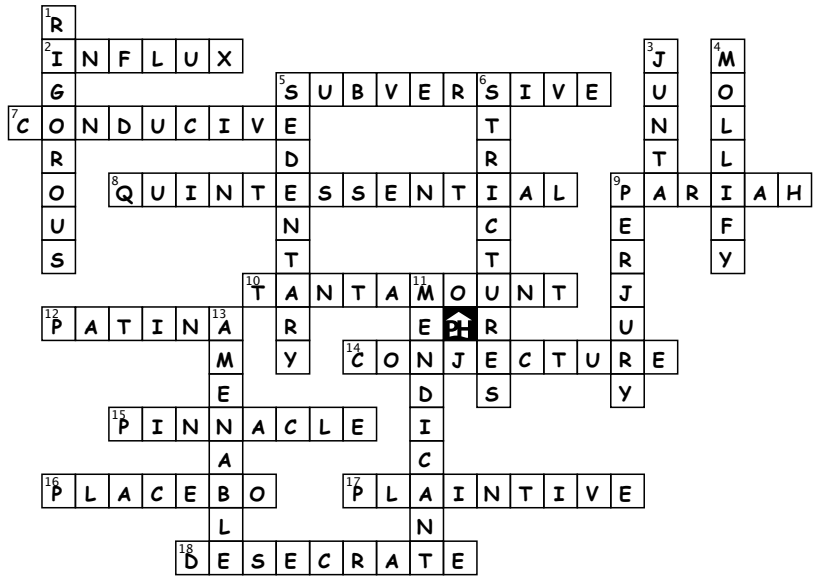 1 RIGOROUS
2 INFLUX
3 JUNTA
4 MOLLIFY
5 SUBVERSIVE
SEDENTARY
6 STRICTURES
7 CONDUCIVE
8 QUINTESSENTIAL
9 PARIAH
PERJURY
10 TANTAMOUNT
11 MENDICANT
PH
12 PATINA
13 AMENABLE
14 CONJECTURE
15 PINNACLE
16 PLACEBO
17 PLAINTIVE
18 DESECRATE